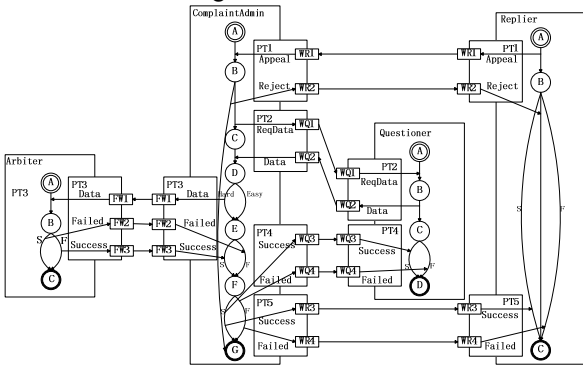 ComplaintAdmin
Replier
A
PT1
Appeal
WR1
WR1
PT1
Appeal
A
B
Reject
WR2
WR2
Reject
B
PT2
ReqData
WQ1
Questioner
C
Data
WQ2
A
Arbiter
D
WQ1
PT2
ReqData
PT3
A
PT3
Data
FW1
FW1
PT3
Data
Hard
Easy
B
WQ2
Data
B
Failed
FW2
FW2
Failed
E
PT4
Success
WQ3
WQ3
PT4
C
S
F
S
F
Success
FW3
FW3
Success
S
F
Failed
WQ4
WQ4
S
F
C
F
D
PT5
Success
WR3
WR3
PT5
Success
S
F
Failed
WR4
WR4
Failed
G
C